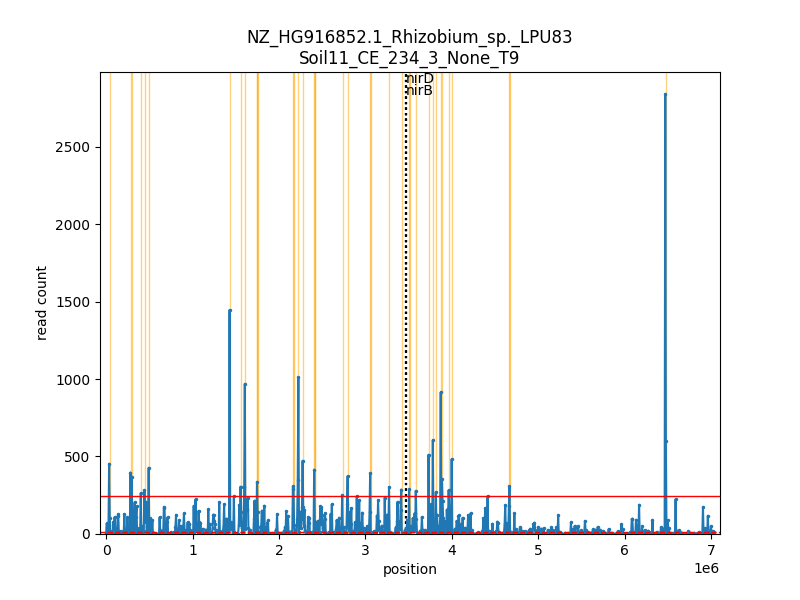 NZ_HG916852.1_Rhizobium_sp._LPU83
Soil11_CE_234_3_None_T9
nirD
nirB
2500
2000
1500
1000
500
0
read count
0 1 2 3 4 5 6 7
1e6
position